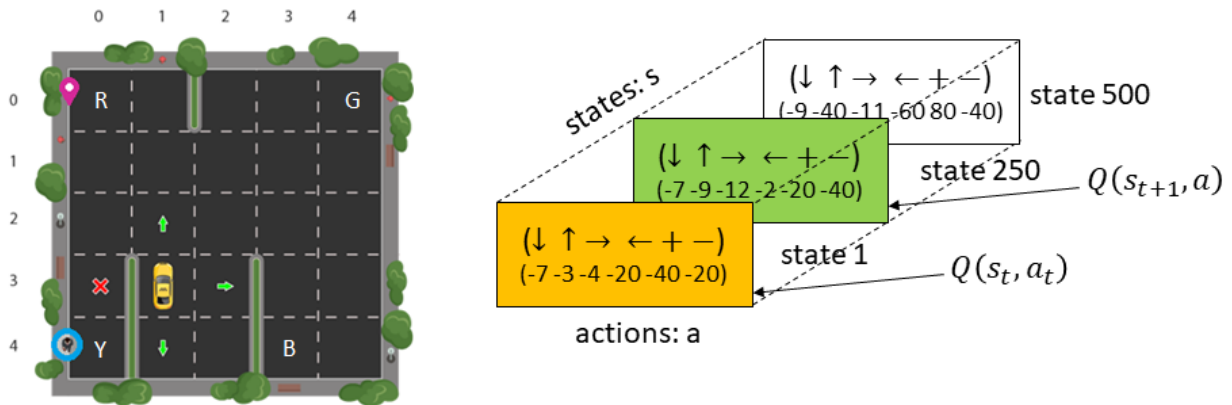 0 1 2 3 4
0 R G
1
2
3
4 Y B
states: s
(↓ ↑ → ← + −)
(-9 -40 -11 -60 80 -40)
state 500
(↓ ↑ → ← + −)
(-7 -9 -12 -2 -20 -40)
state 250
Q(s_{t+1}, a)
(↓ ↑ → ← + −)
(-7 -3 -4 -20 -40 -20)
state 1
Q(s_t, a_t)
actions: a